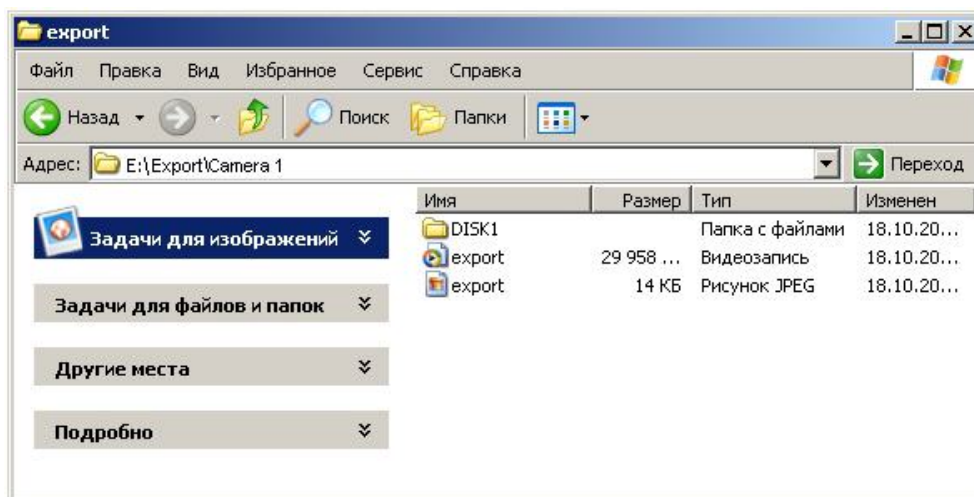 export
Файл Правка Вид Избранное Сервис Справка
Назад Поиск Папки
Адрес: E:\Export\Camera 1 Переход
Имя Размер Тип Изменен
DISK1 Папка с файлами 18.10.20...
export 29 958 ... Видеозапись 18.10.20...
export 14 КБ Рисунок JPEG 18.10.20...
Задачи для изображений
Задачи для файлов и папок
Другие места
Подробно